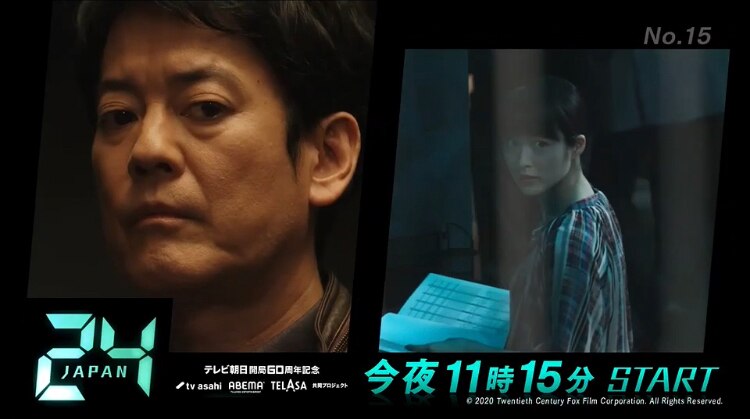 No.15
24
JAPAN
テレビ朝日開局60周年記念
tv asahi ABEMA TELASA 共同プロジェクト
今夜11時15分 START
© 2020 Twentieth Century Fox Film Corporation. All Rights Reserved.